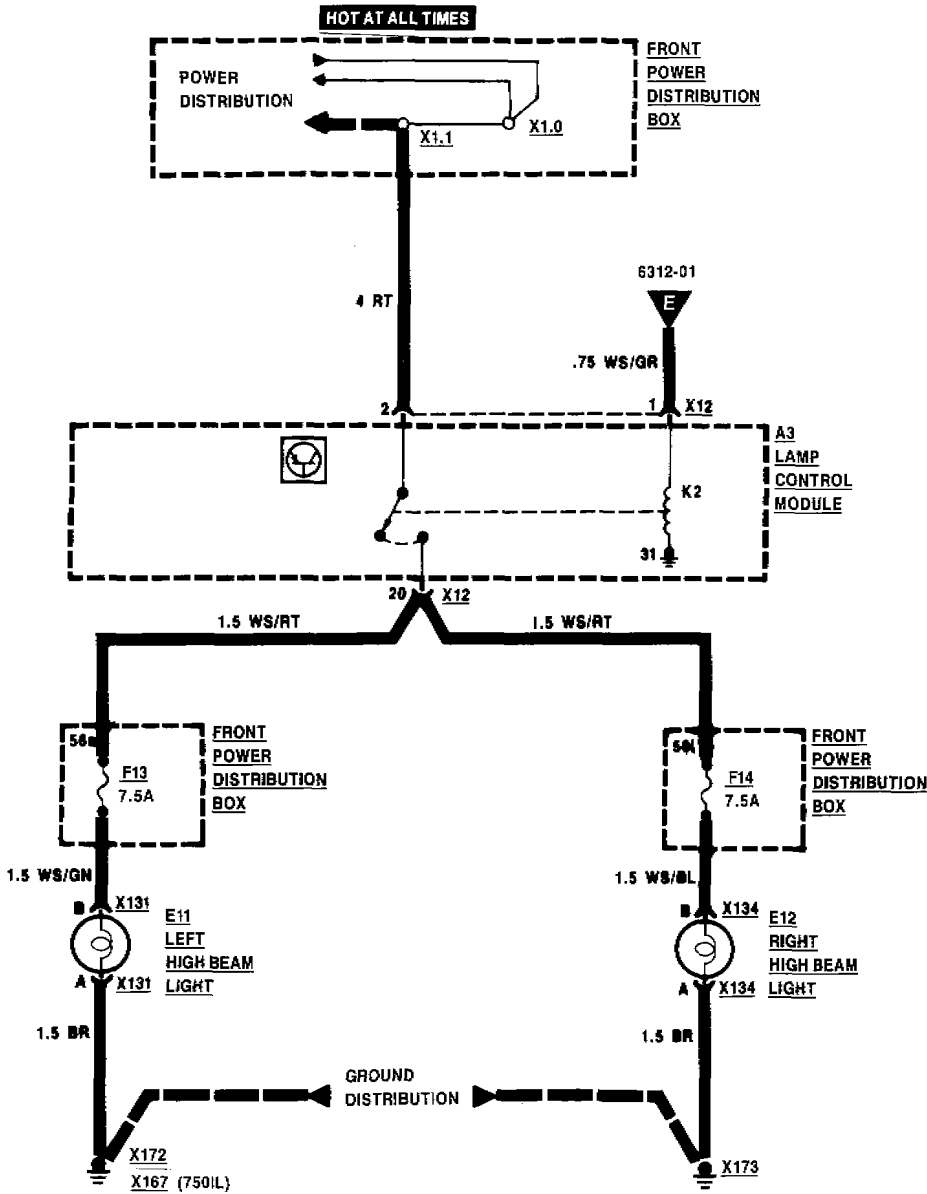 HOT AT ALL TIMES
POWER
DISTRIBUTION
X1.1
X1.0
FRONT
POWER
DISTRIBUTION
BOX
4 RT
6312-01
E
.75 WS/GR
2
1
X12
A3
LAMP
CONTROL
MODULE
K2
31
20
X12
1.5 WS/RT
1.5 WS/RT
F13
7.5A
FRONT
POWER
DISTRIBUTION
BOX
F14
7.5A
FRONT
POWER
DISTRIBUTION
BOX
1.5 WS/GN
B
X131
E11
LEFT
HIGH BEAM
LIGHT
A
X131
1.5 BR
1.5 WS/BL
B
X134
E12
RIGHT
HIGH BEAM
LIGHT
A
X134
1.5 BR
GROUND
DISTRIBUTION
X172
X167 (750IL)
X173